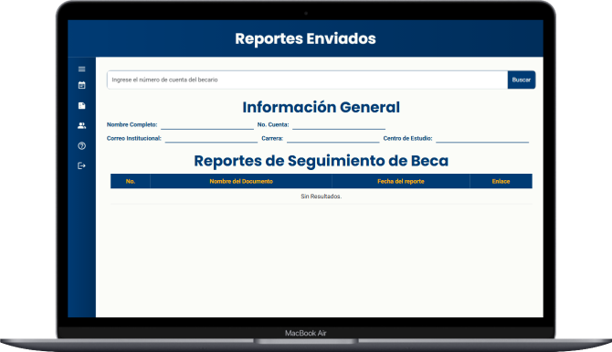 Reportes Enviados
Ingrese el número de cuenta del becario
Buscar
Información General
Nombre Completo: No. Cuenta:
Correo Institucional: Carrera: Centro de Estudio:
Reportes de Seguimiento de Beca
No. Nombre del Documento Fecha del reporte Enlace
Sin Resultados.
MacBook Air